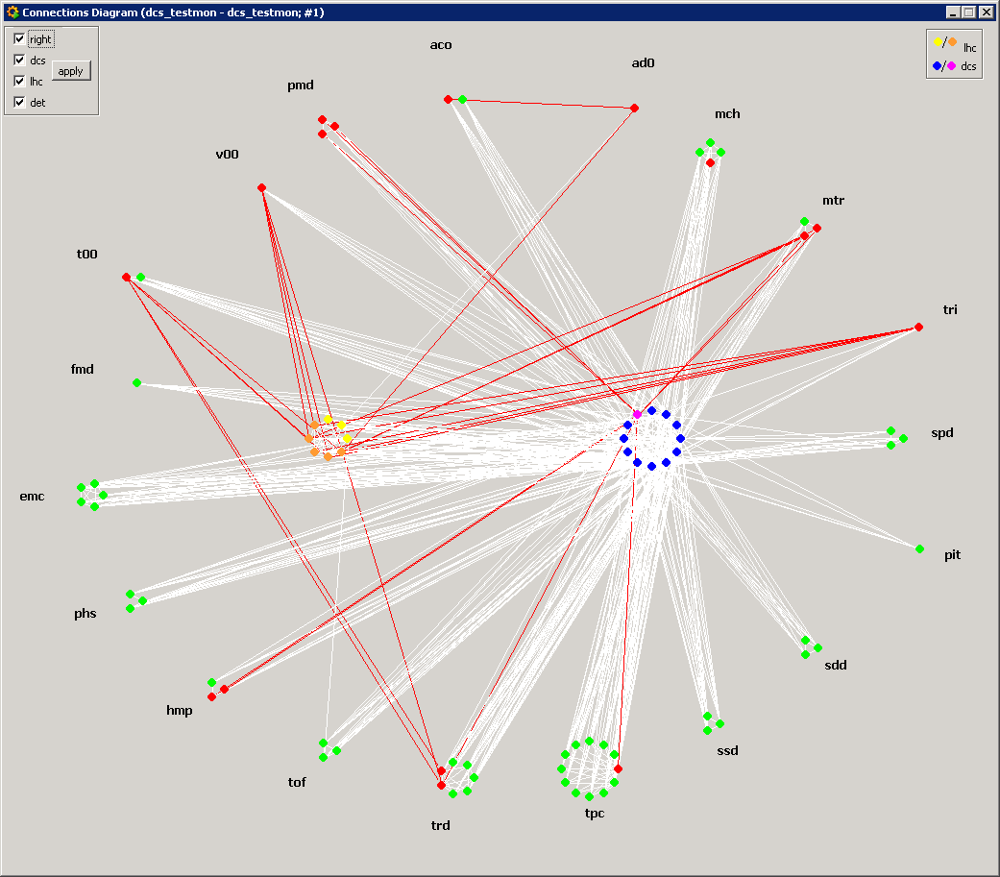 Connections Diagram (dcs_testmon - dcs_testmon; #1)
right
dcs
apply
lhc
det
lhc
dcs
aco
ad0
pmd
mch
v00
mtr
t00
tri
fmd
spd
emc
pit
phs
sdd
hmp
ssd
tof
tpc
trd